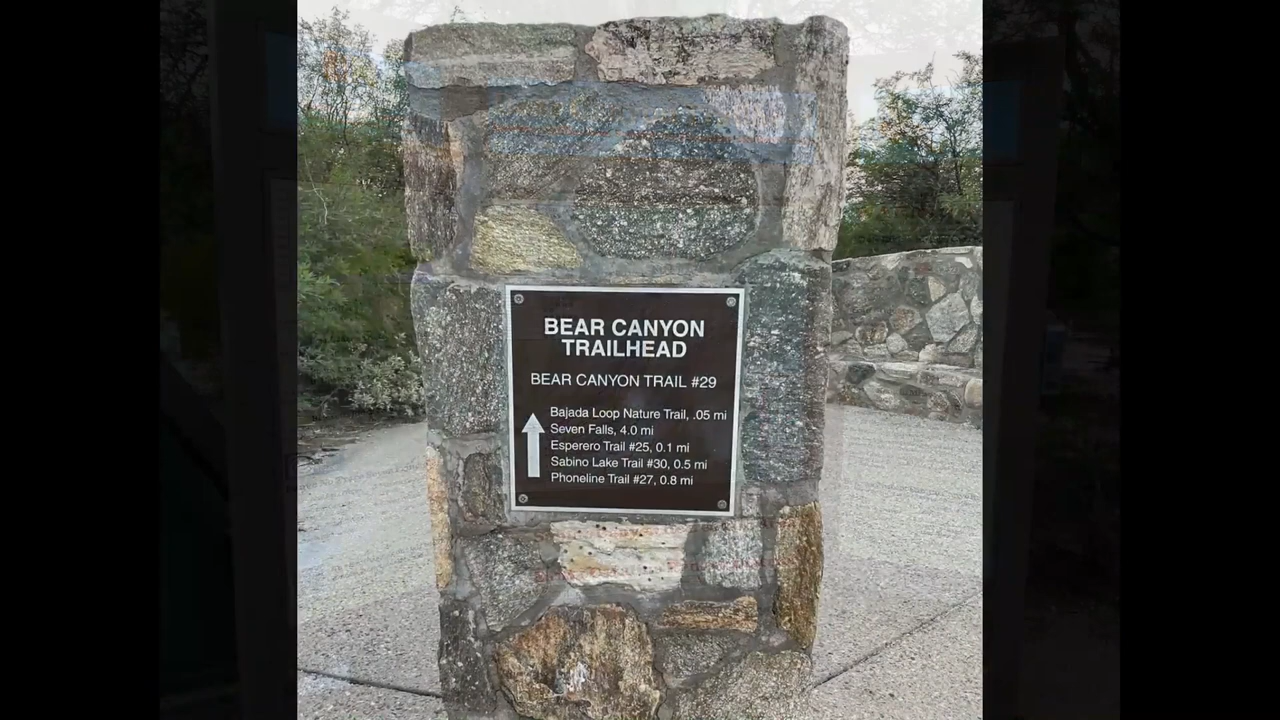 BEAR CANYON
TRAILHEAD
BEAR CANYON TRAIL #29
Bajada Loop Nature Trail, .05 mi
Seven Falls, 4.0 mi
Esperero Trail #25, 0.1 mi
Sabino Lake Trail #30, 0.5 mi
Phoneline Trail #27, 0.8 mi